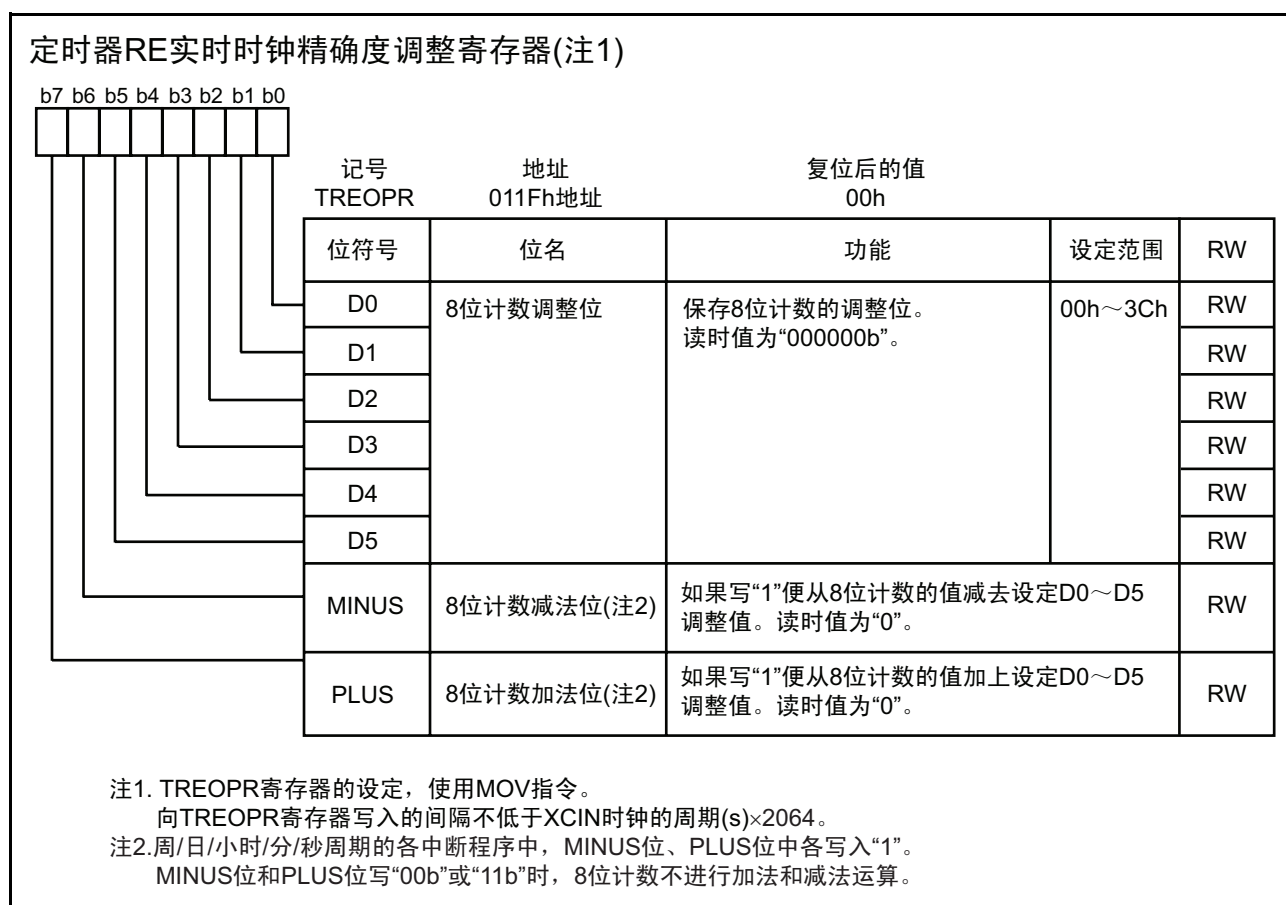 定时器RE实时时钟精确度调整寄存器(注1)
b7 b6 b5 b4 b3 b2 b1 b0
记号 地址 复位后的值
TREOPR 011Fh地址 00h
位符号 位名 功能 设定范围 RW
D0 8位计数调整位 保存8位计数的调整位。 00h～3Ch RW
读时值为“000000b”。
D1 RW
D2 RW
D3 RW
D4 RW
D5 RW
MINUS 8位计数减法位(注2) 如果写“1”便从8位计数的值减去设定D0～D5 RW
调整值。读时值为“0”。
PLUS 8位计数加法位(注2) 如果写“1”便从8位计数的值加上设定D0～D5 RW
调整值。读时值为“0”。
注1. TREOPR寄存器的设定，使用MOV指令。
向TREOPR寄存器写入的间隔不低于XCIN时钟的周期(s)×2064。
注2.周/日/小时/分/秒周期的各中断程序中，MINUS位、PLUS位中各写入“1”。
MINUS位和PLUS位写“00b”或“11b”时，8位计数不进行加法和减法运算。